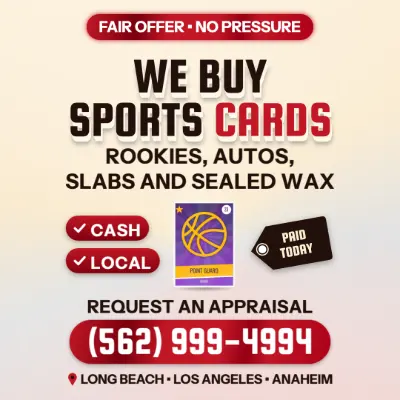 FAIR OFFER • NO PRESSURE
WE BUY
SPORTS CARDS
ROOKIES, AUTOS,
SLABS AND SEALED WAX
CASH
LOCAL
POINT GUARD
PAID
TODAY
REQUEST AN APPRAISAL
(562) 999-4994
LONG BEACH • LOS ANGELES • ANAHEIM